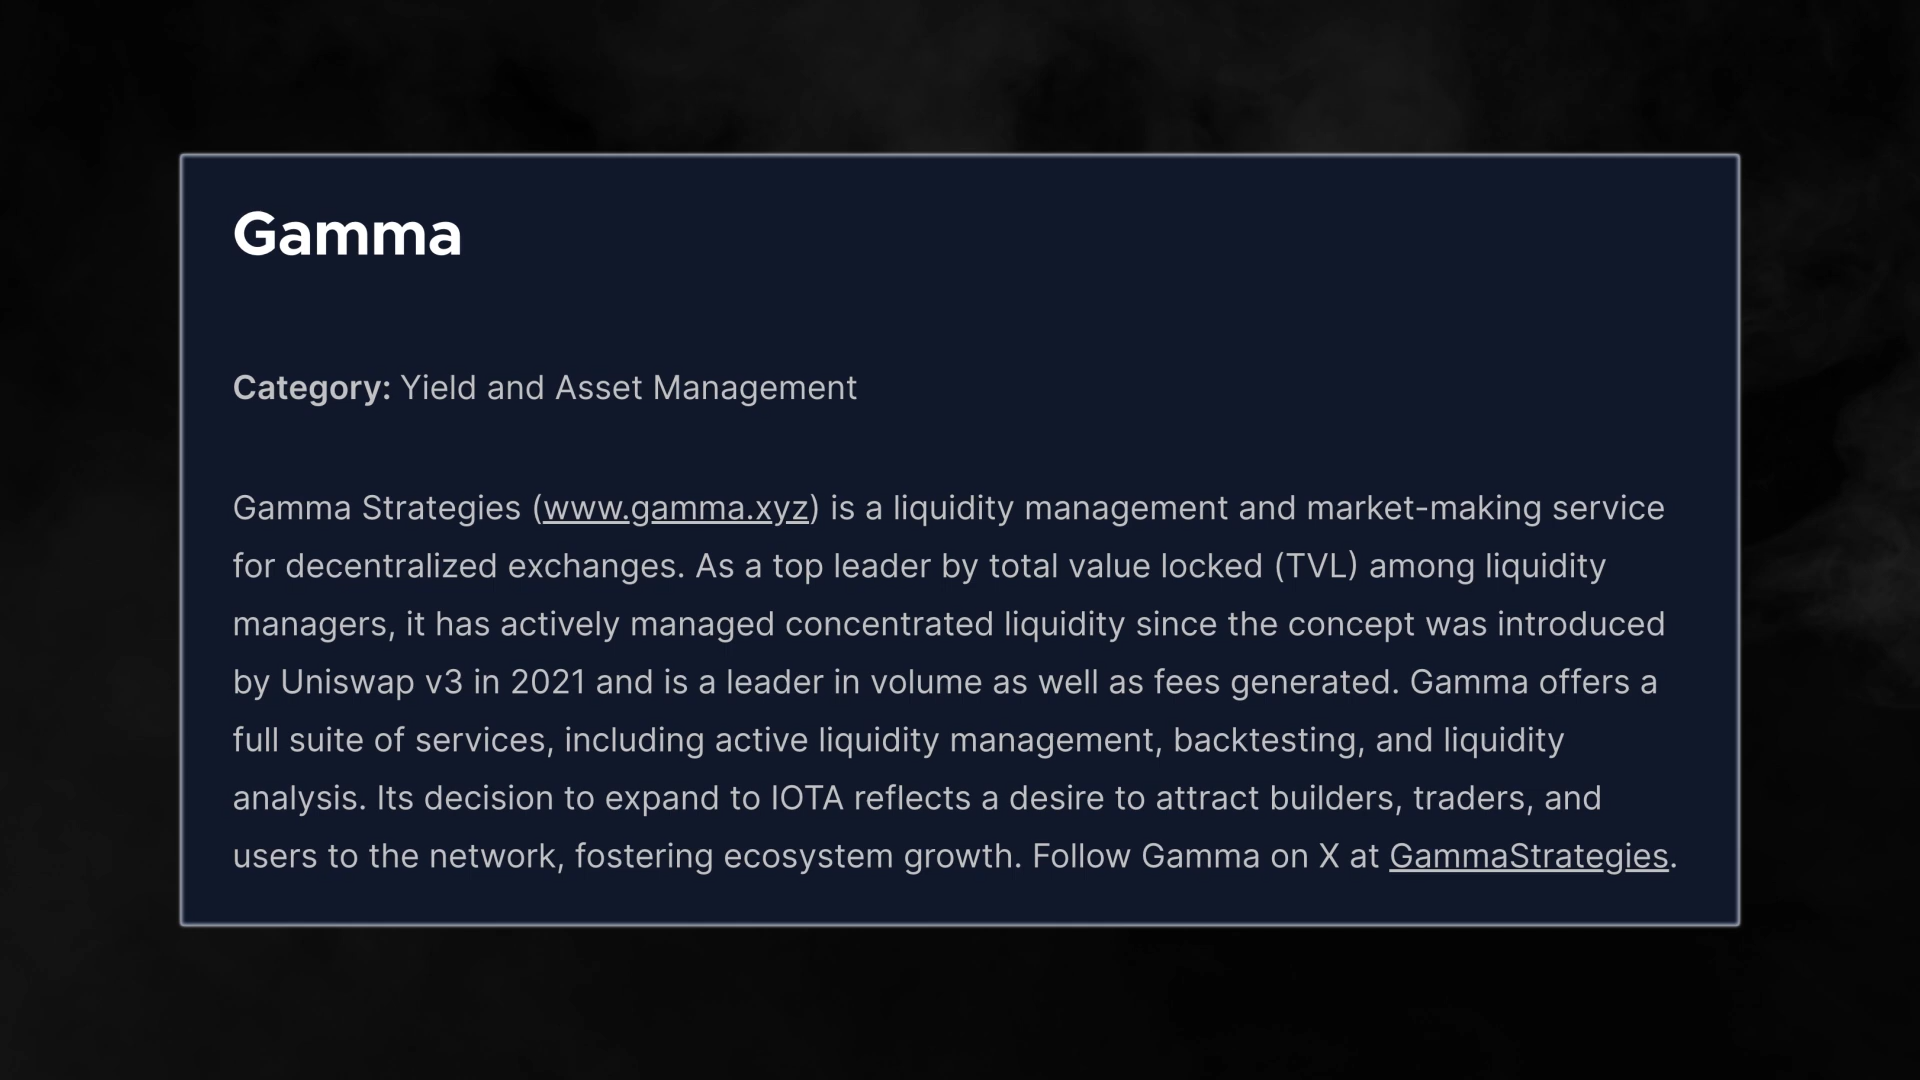 Gamma
Category: Yield and Asset Management
Gamma Strategies (www.gamma.xyz) is a liquidity management and market-making service
for decentralized exchanges. As a top leader by total value locked (TVL) among liquidity
managers, it has actively managed concentrated liquidity since the concept was introduced
by Uniswap v3 in 2021 and is a leader in volume as well as fees generated. Gamma offers a
full suite of services, including active liquidity management, backtesting, and liquidity
analysis. Its decision to expand to IOTA reflects a desire to attract builders, traders, and
users to the network, fostering ecosystem growth. Follow Gamma on X at GammaStrategies.